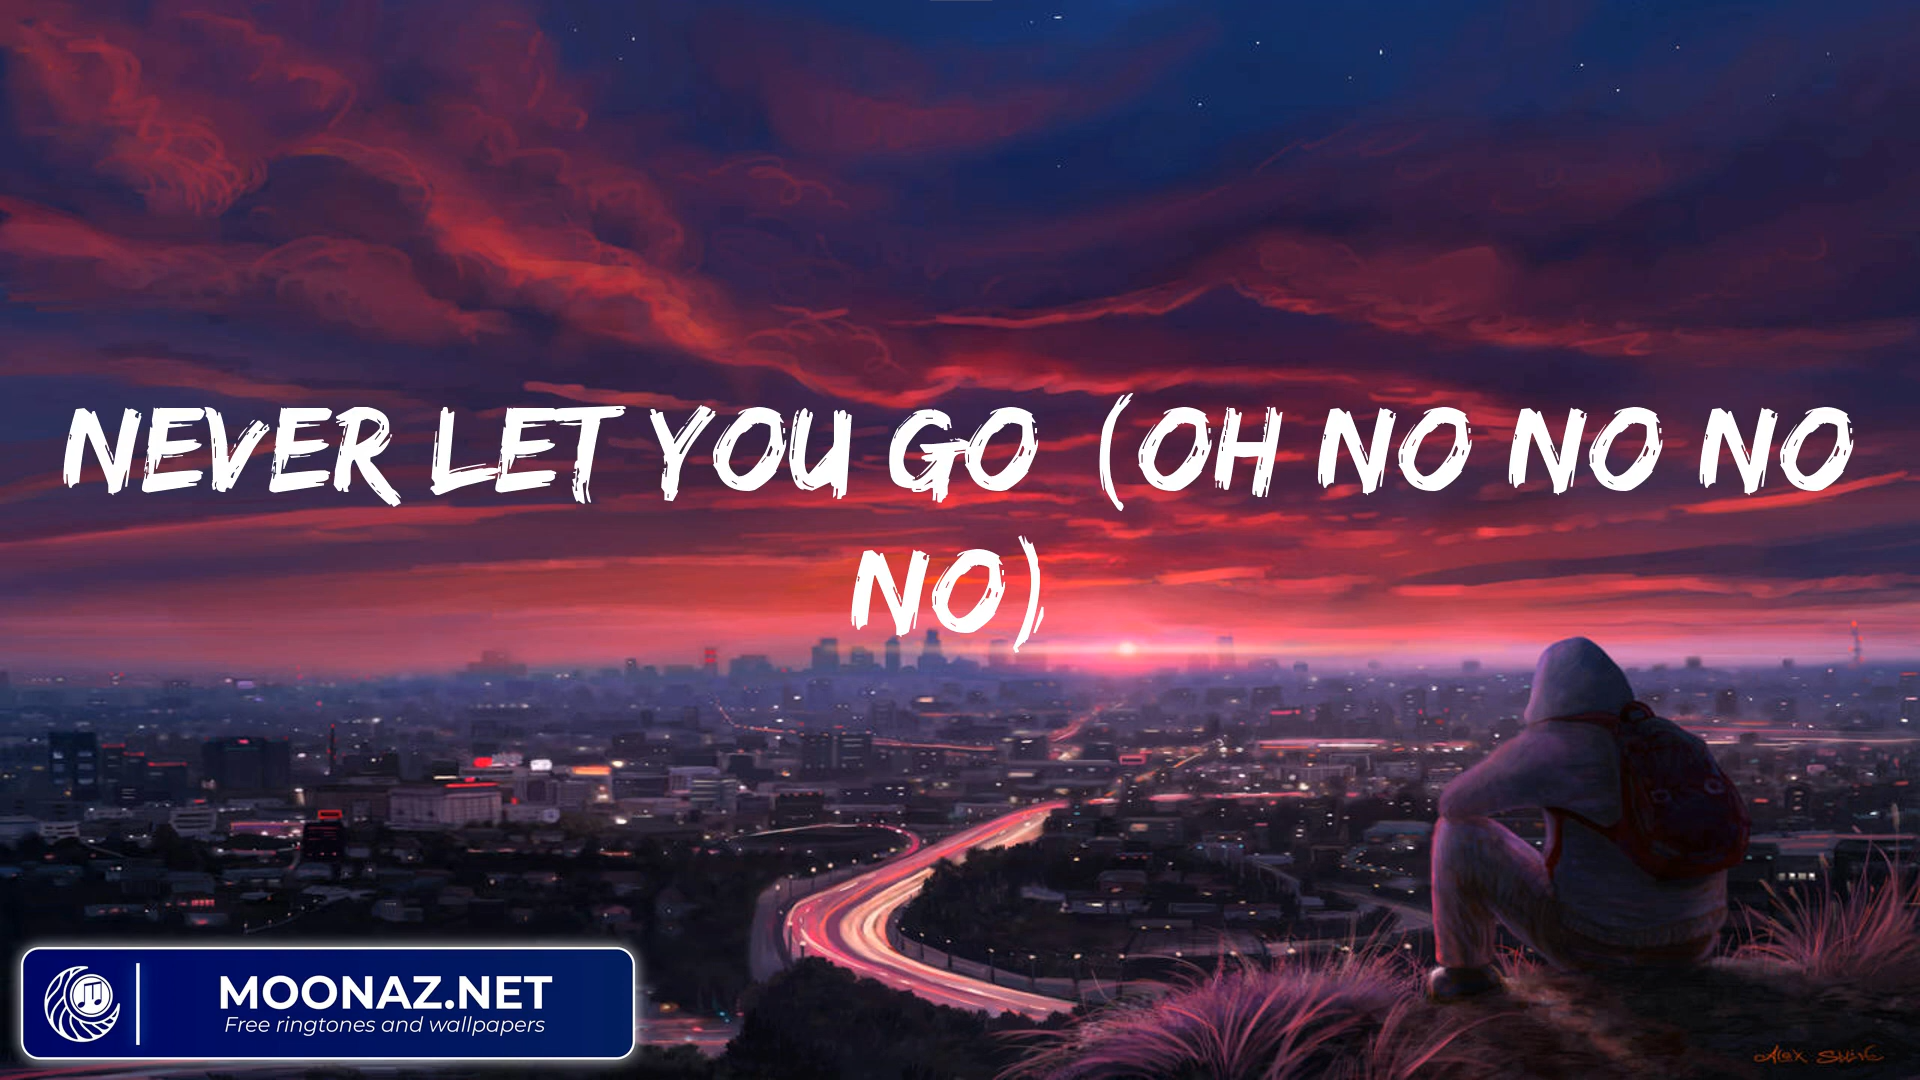 NEVER LET YOU GO (OH NO NO NO
NO)
MOONAZ.NET
Free ringtones and wallpapers